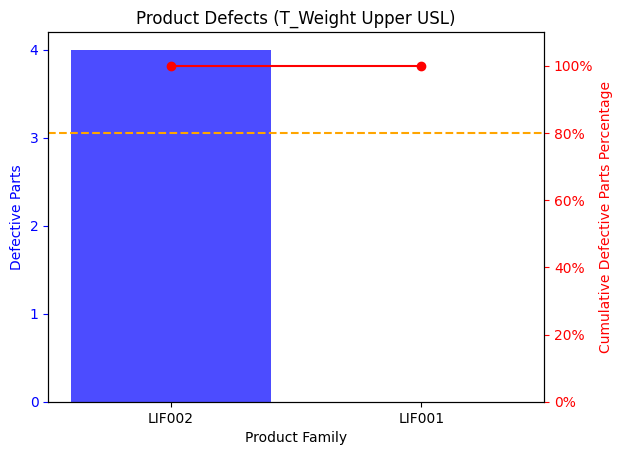 Product Defects (T_Weight Upper USL)
4
3
2
1
0
Defective Parts
100%
80%
60%
40%
20%
0%
Cumulative Defective Parts Percentage
LIF002
LIF001
Product Family